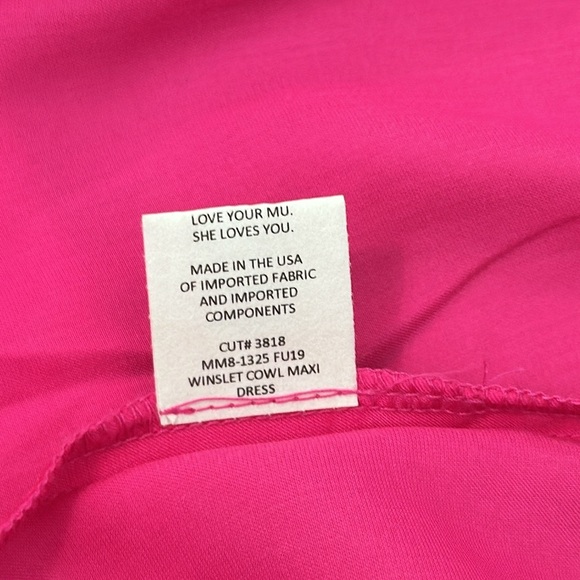 LOVE YOUR MU.
SHE LOVES YOU.
MADE IN THE USA
OF IMPORTED FABRIC
AND IMPORTED
COMPONENTS
CUT# 3818
MM8-1325 FU19
WINSLET COWL MAXI
DRESS